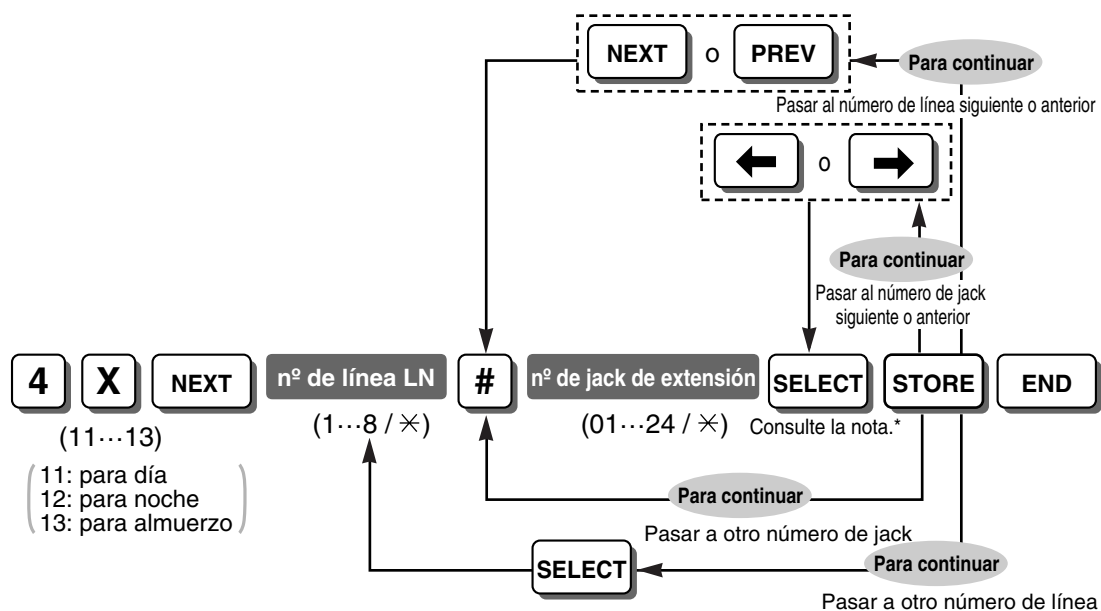 NEXT o PREV
Para continuar
Pasar al número de línea siguiente o anterior
← o →
Para continuar
Pasar al número de jack
siguiente o anterior
4 X NEXT nº de línea LN # nº de jack de extensión SELECT STORE END
(11···13) (1···8 / ✳) (01···24 / ✳) Consulte la nota.*
11: para día
12: para noche
13: para almuerzo
Para continuar
Pasar a otro número de jack
SELECT
Para continuar
Pasar a otro número de línea